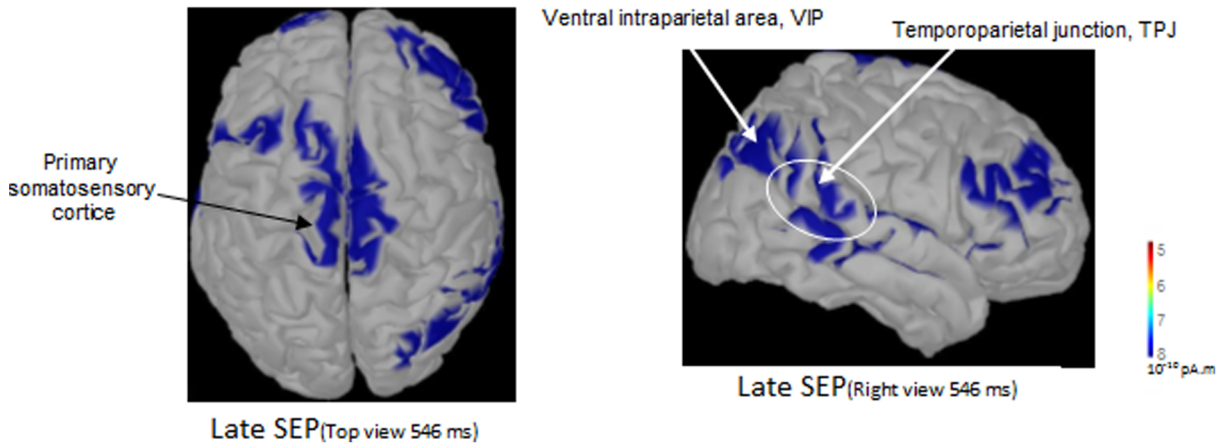 Ventral intraparietal area, VIP
Temporoparietal junction, TPJ
Primary
somatosensory
cortice
5
6
7
8
10⁻¹⁰ pA.m
Late SEP(Top view 546 ms)
Late SEP(Right view 546 ms)